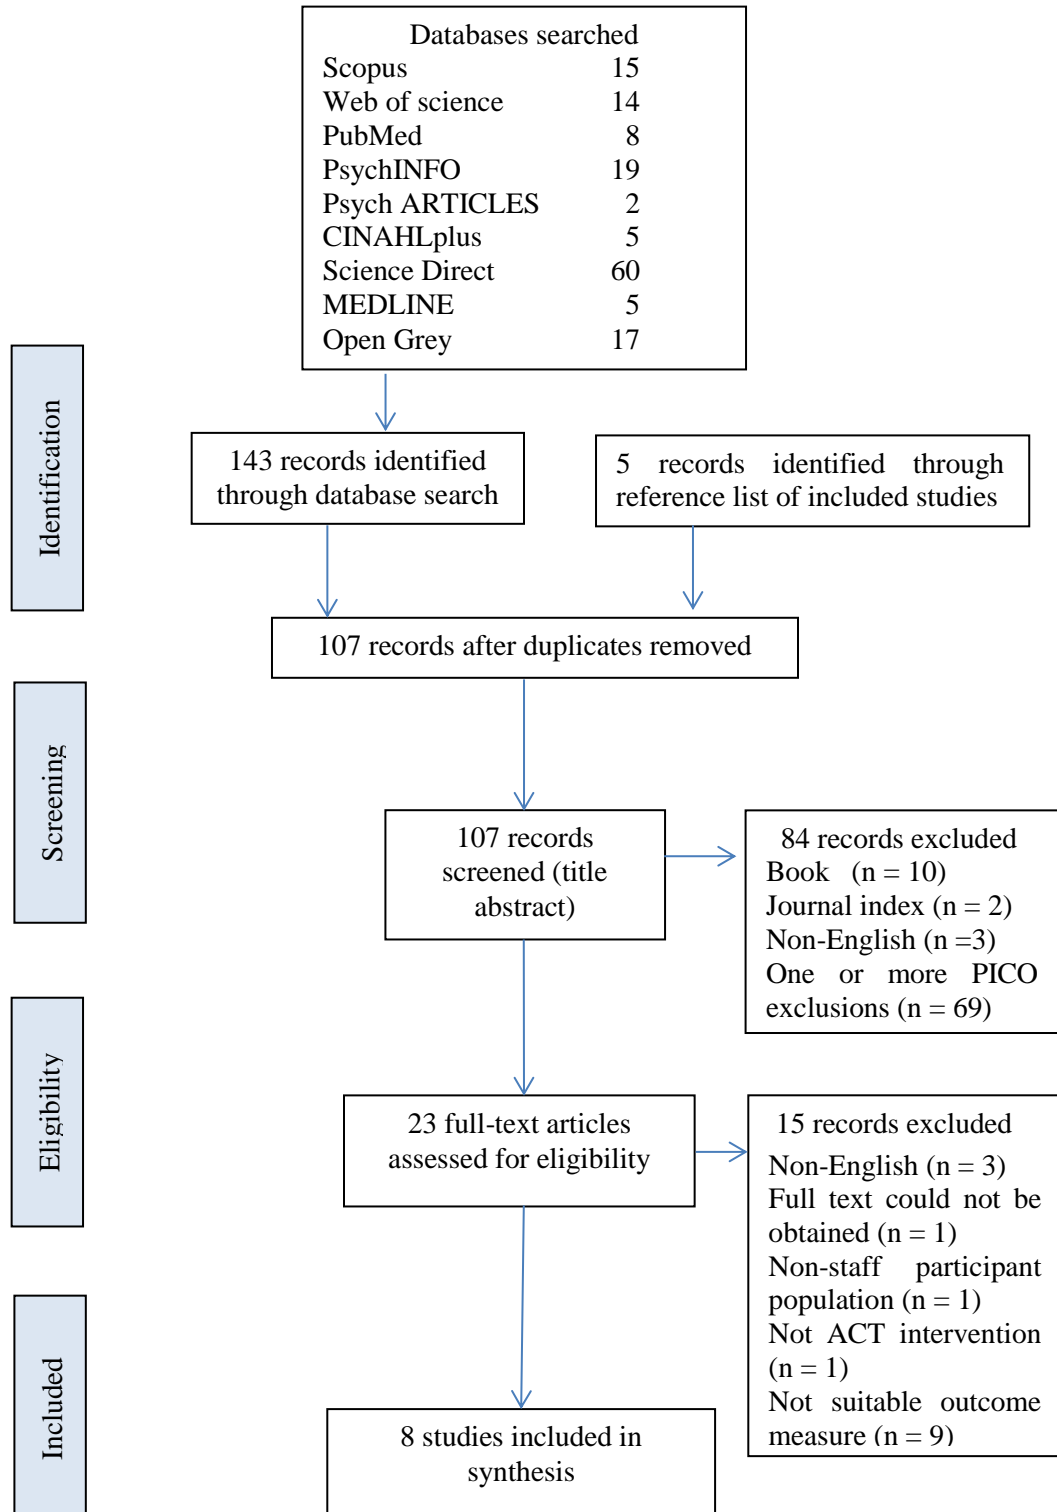 Databases searched
Scopus 15
Web of science 14
PubMed 8
PsychINFO 19
Psych ARTICLES 2
CINAHLplus 5
Science Direct 60
MEDLINE 5
Open Grey 17
Identification
143 records identified
through database search
5 records identified through
reference list of included studies
107 records after duplicates removed
Screening
107 records
screened (title
abstract)
84 records excluded
Book (n = 10)
Journal index (n = 2)
Non-English (n =3)
One or more PICO
exclusions (n = 69)
Eligibility
23 full-text articles
assessed for eligibility
15 records excluded
Non-English (n = 3)
Full text could not be
obtained (n = 1)
Non-staff participant
population (n = 1)
Not ACT intervention
(n = 1)
Not suitable outcome
measure (n = 9)
Included
8 studies included in
synthesis